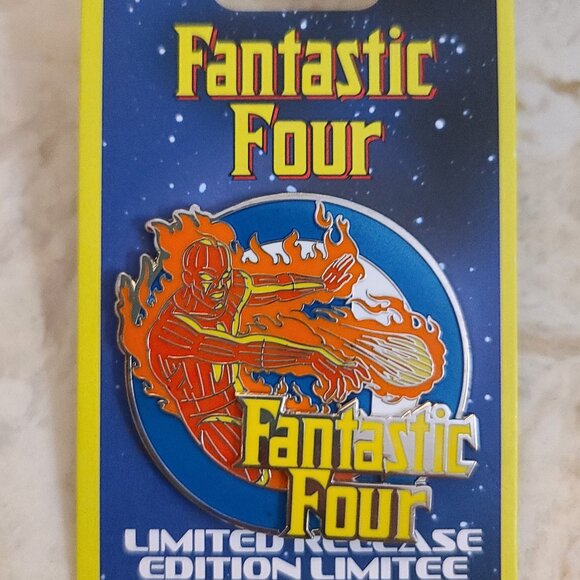 Fantastic
Four
Fantastic
Four
LIMITED RELEASE
EDITION LIMITEE